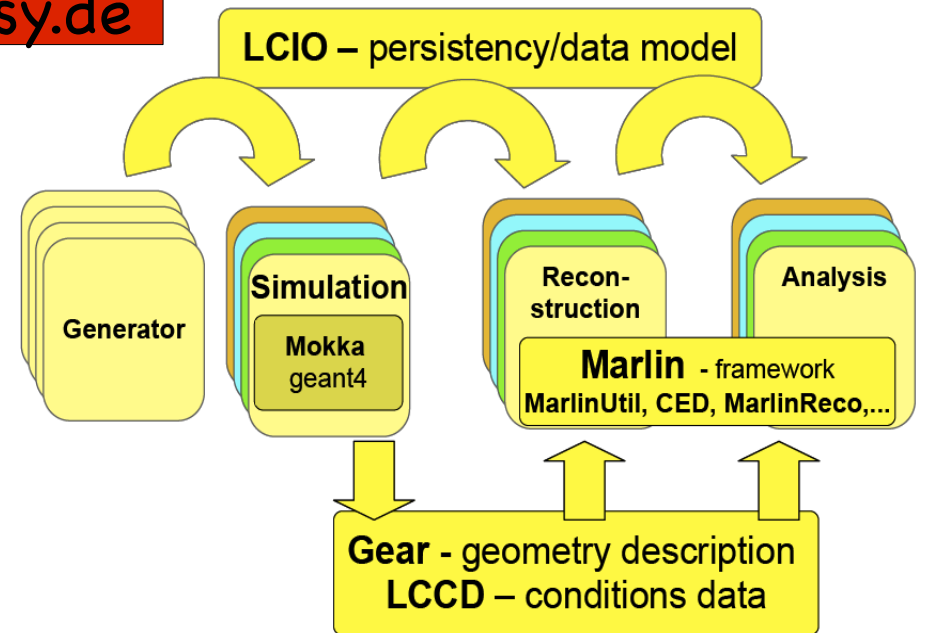 sy.de
LCIO – persistency/data model
Generator
Simulation
Mokka
geant4
Recon-
struction
Analysis
Marlin - framework
MarlinUtil, CED, MarlinReco,...
Gear - geometry description
LCCD – conditions data